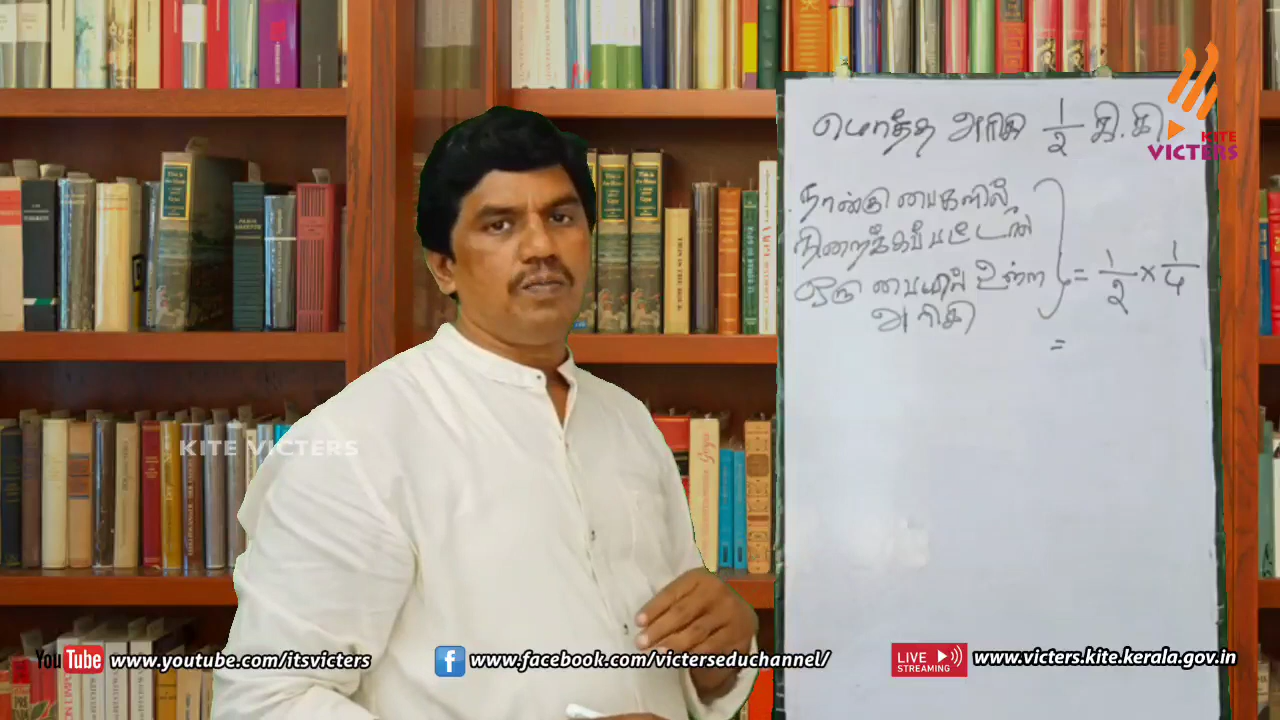 மொத்த அரிசி 1/2 கி.கி
நான்கு பைகளில்
நிறைக்கப்பட்டால்
ஒரு பையில் உள்ள
அரிசி
= 1/2 × 1/4
=
KITE
VICTERS
KITE VICTERS
YouTube www.youtube.com/itsvicters
f www.facebook.com/victerseduchannel/
LIVE STREAMING www.victers.kite.kerala.gov.in